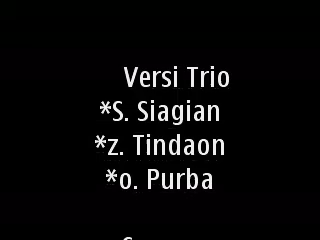 Versi Trio
*S. Siagian
*z. Tindaon
*o. Purba